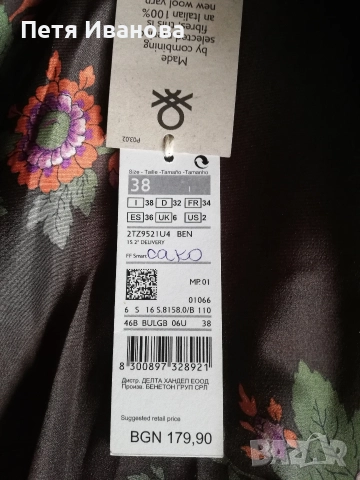 Петя Иванова
Made
by combining
selected
fibres, this is
an Italian 100%
new wool yarn
P03.02
Size - Taille - Tamaño - Tamanho
38
I 38 D 32 FR 34
ES 36 UK 6 US 2
2TZ9521U4 BEN
15 2° DELIVERY
FF Smart
сако
MP.01
01066
6 S 16 S.8158.0/B 110
46B BULGB 06U 38
8 300897 328921
Дистр. ДЕЛТА ХАНДЕЛ ЕООД
Произв. БЕНЕТОН ГРУП СРЛ
Suggested retail price
BGN 179,90
BAZAR